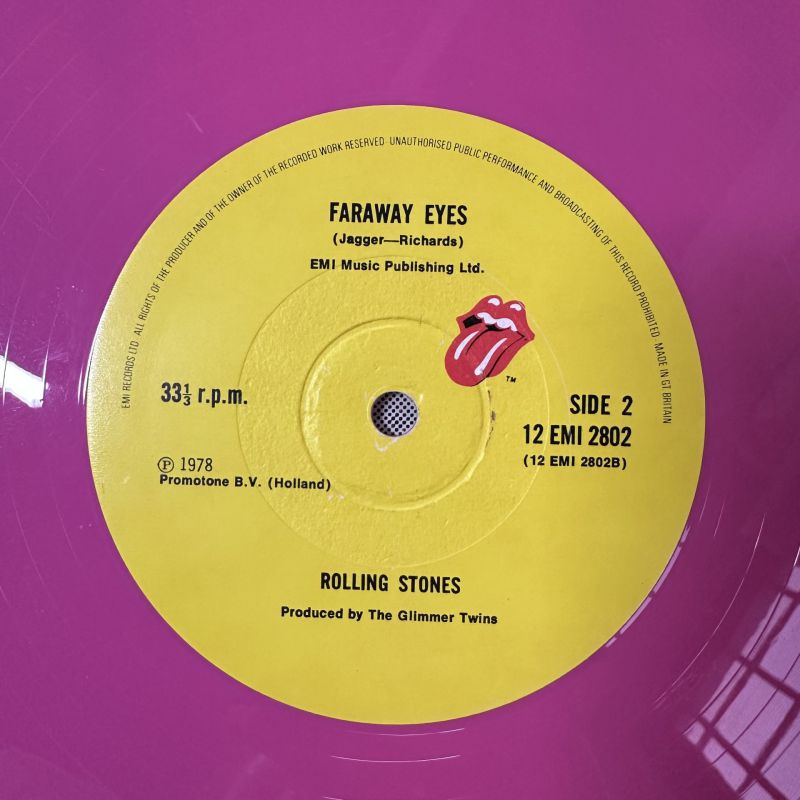 EMI RECORDS LTD · ALL RIGHTS OF THE PRODUCER AND OF THE OWNER OF THE RECORDED WORK RESERVED · UNAUTHORISED PUBLIC PERFORMANCE AND BROADCASTING OF THIS RECORD PROHIBITED · MADE IN GT BRITAIN
FARAWAY EYES
(Jagger—Richards)
EMI Music Publishing Ltd.
TM
33⅓ r.p.m.
SIDE 2
12 EMI 2802
(12 EMI 2802B)
℗ 1978
Promotone B.V. (Holland)
ROLLING STONES
Produced by The Glimmer Twins